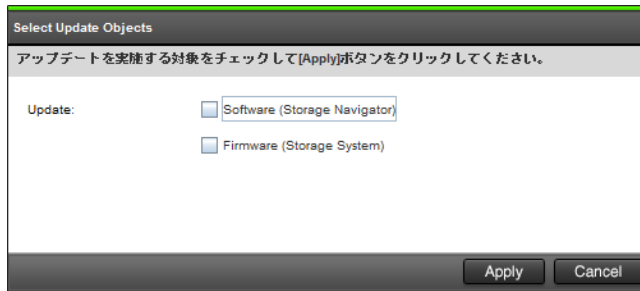 Select Update Objects
アップデートを実施する対象をチェックして[Apply]ボタンをクリックしてください。
Update: Software (Storage Navigator)
Firmware (Storage System)
Apply Cancel